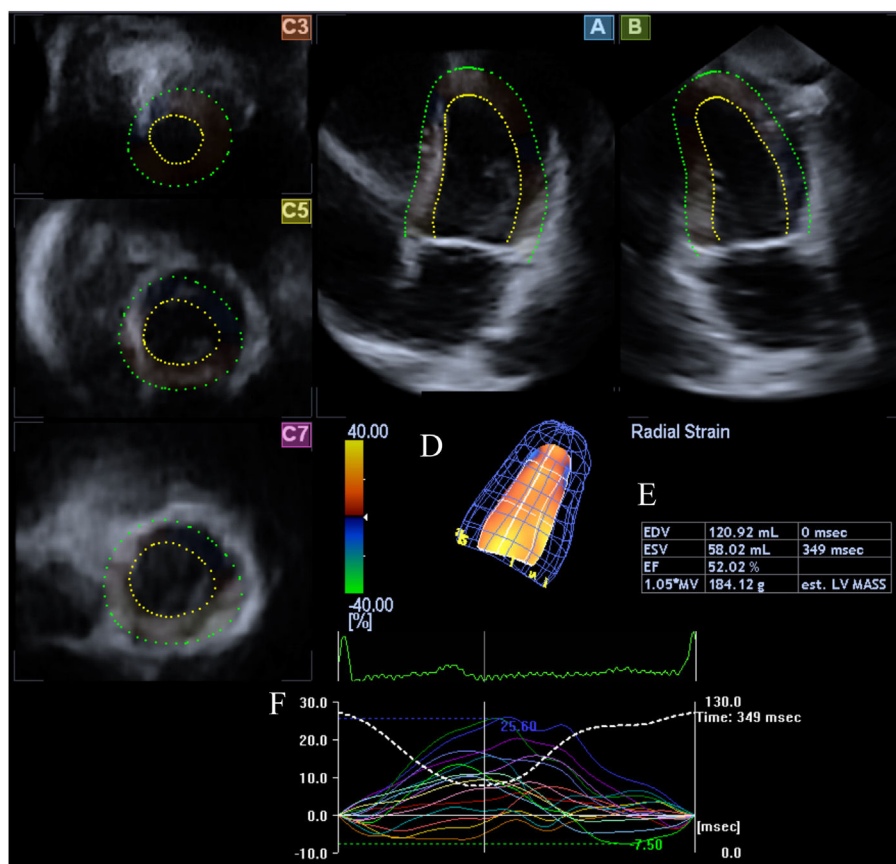 C3
A
B
C5
C7
40.00
-40.00
[%]
D
Radial Strain
E
EDV 120.92 mL 0 msec
ESV 58.02 mL 349 msec
EF 52.02 %
1.05*MV 184.12 g est. LV MASS
F
30.0
20.0
10.0
0.0
-10.0
25.60
-7.50
130.0
Time: 349 msec
[msec]
0.0